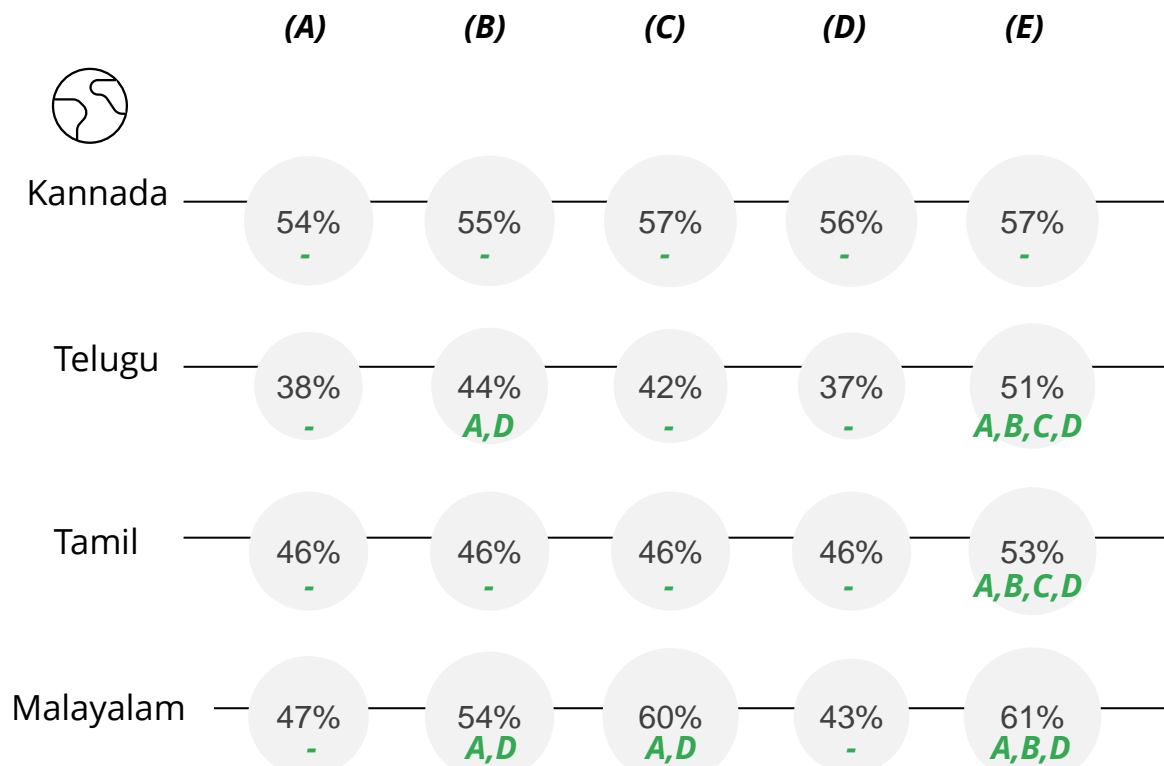 (A) (B) (C) (D) (E)
Kannada 54% 55% 57% 56% 57%
- - - - -
Telugu 38% 44% 42% 37% 51%
- A,D - - A,B,C,D
Tamil 46% 46% 46% 46% 53%
- - - - A,B,C,D
Malayalam 47% 54% 60% 43% 61%
- A,D A,D - A,B,D